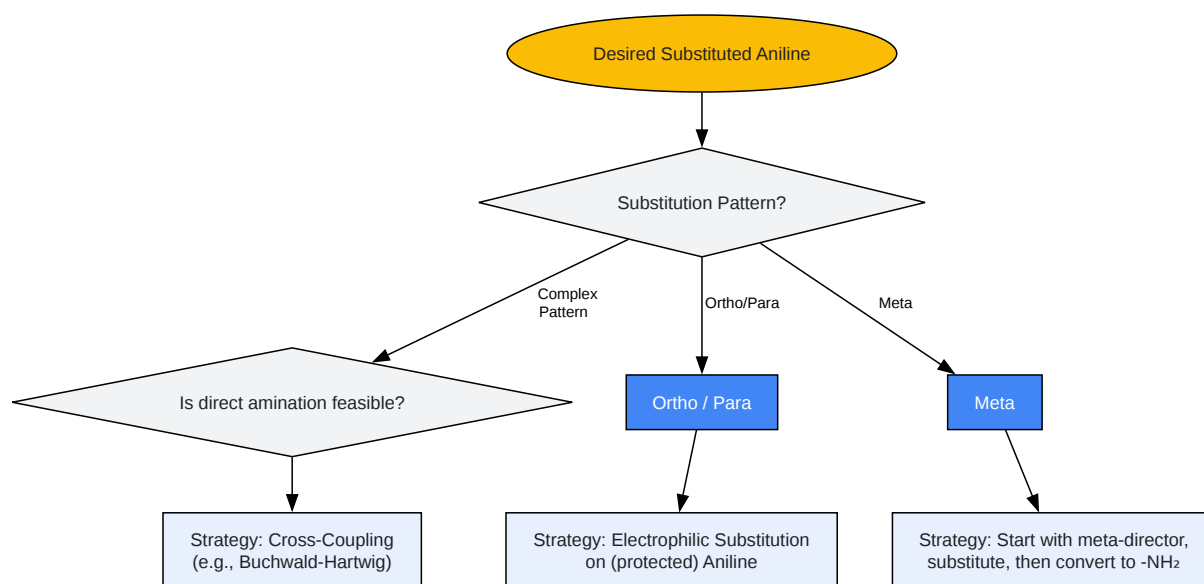 Desired Substituted Aniline
Substitution Pattern?
Complex
Pattern
Ortho/Para
Meta
Is direct amination feasible?
Ortho / Para
Meta
Strategy: Cross-Coupling
(e.g., Buchwald-Hartwig)
Strategy: Electrophilic Substitution
on (protected) Aniline
Strategy: Start with meta-director,
substitute, then convert to -NH₂